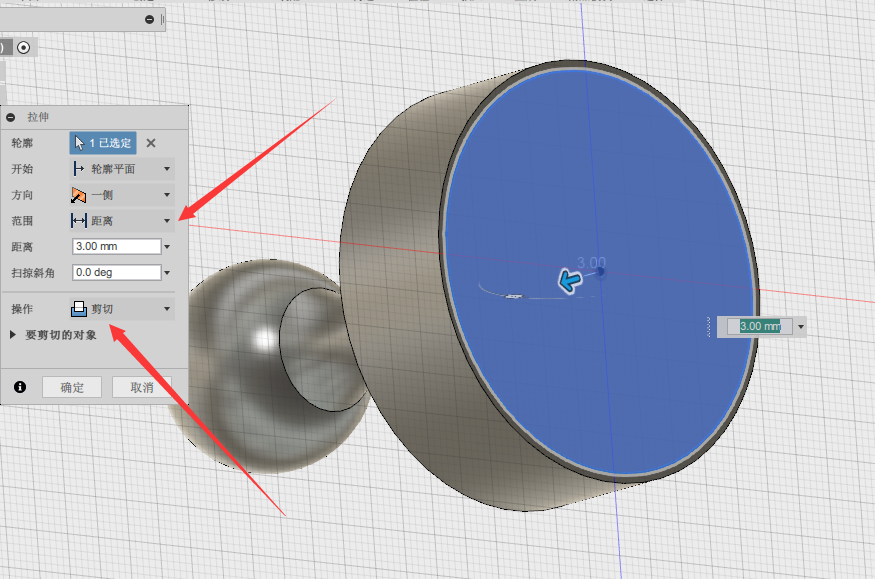 拉伸
轮廓 1 已选定
开始 轮廓平面
方向 一侧
范围 距离
距离 3.00 mm
扫掠斜角 0.0 deg
操作 剪切
要剪切的对象
确定 取消
3.00
3.00 mm